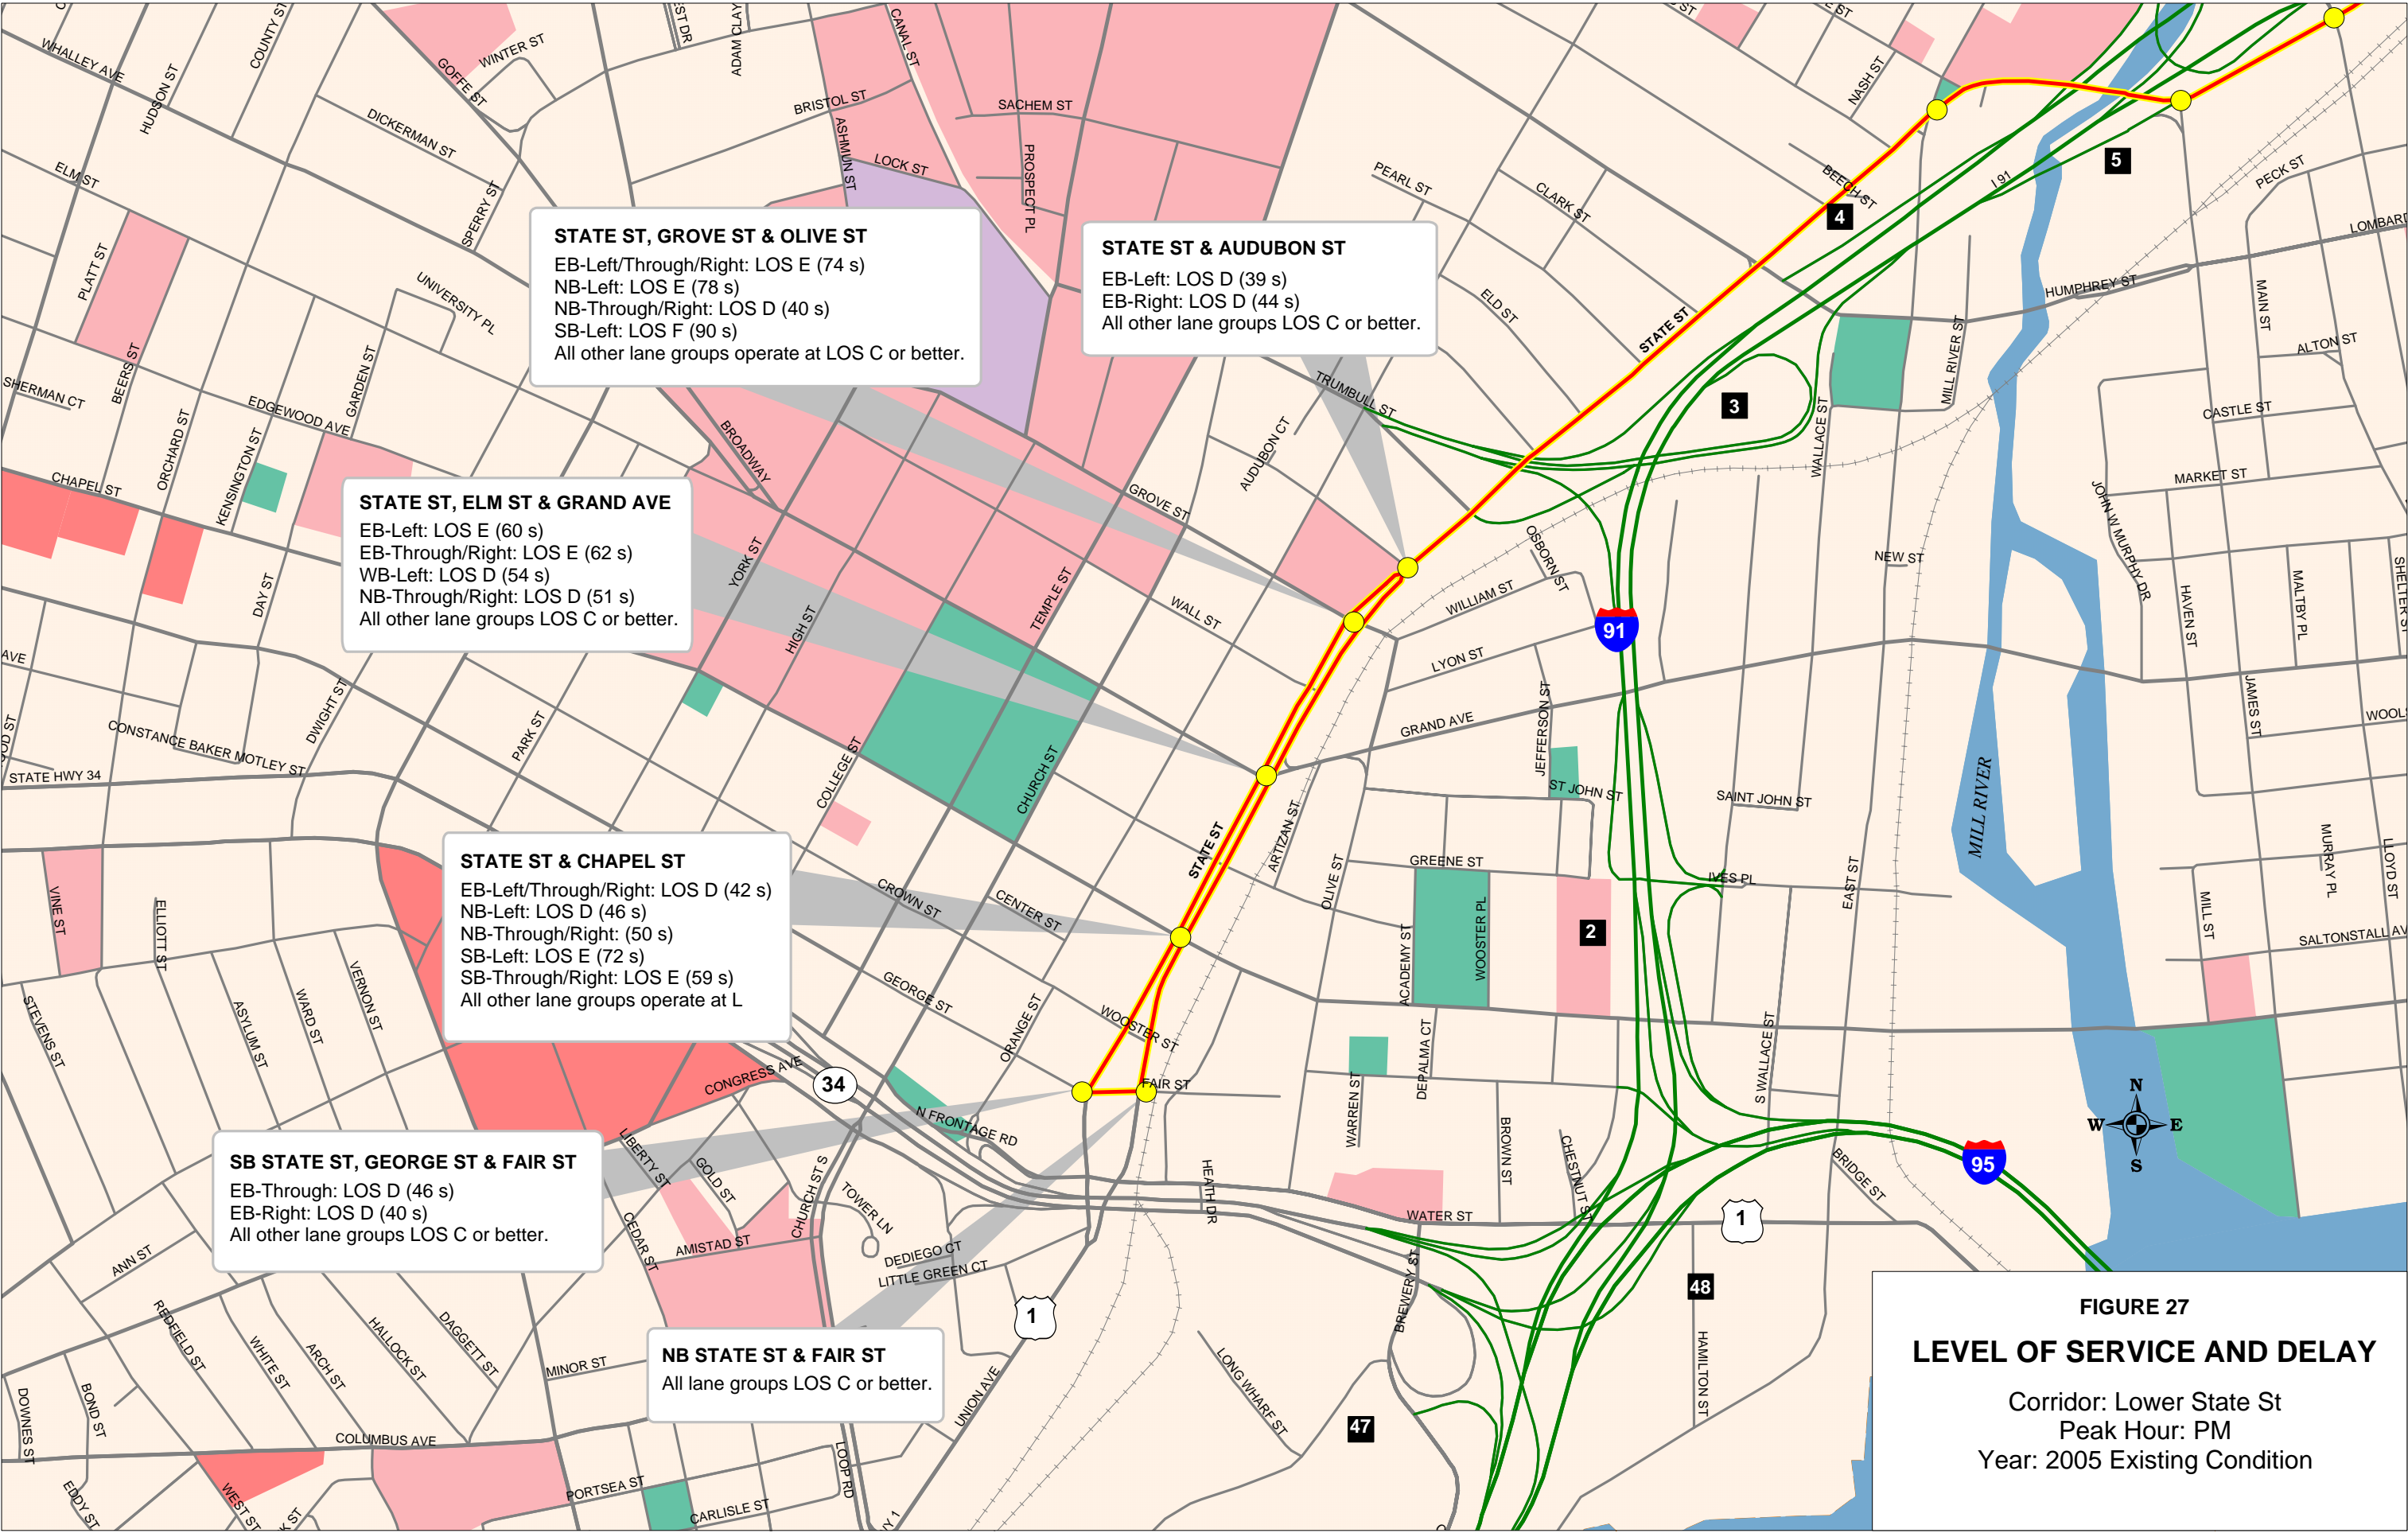 STATE ST, GROVE ST & OLIVE ST
EB-Left/Through/Right: LOS E (74 s)
NB-Left: LOS E (78 s)
NB-Through/Right: LOS D (40 s)
SB-Left: LOS F (90 s)
All other lane groups operate at LOS C or better.
STATE ST & AUDUBON ST
EB-Left: LOS D (39 s)
EB-Right: LOS D (44 s)
All other lane groups LOS C or better.
STATE ST, ELM ST & GRAND AVE
EB-Left: LOS E (60 s)
EB-Through/Right: LOS E (62 s)
WB-Left: LOS D (54 s)
NB-Through/Right: LOS D (51 s)
All other lane groups LOS C or better.
STATE ST & CHAPEL ST
EB-Left/Through/Right: LOS D (42 s)
NB-Left: LOS D (46 s)
NB-Through/Right: (50 s)
SB-Left: LOS E (72 s)
SB-Through/Right: LOS E (59 s)
All other lane groups operate at L
SB STATE ST, GEORGE ST & FAIR ST
EB-Through: LOS D (46 s)
EB-Right: LOS D (40 s)
All other lane groups LOS C or better.
NB STATE ST & FAIR ST
All lane groups LOS C or better.
FIGURE 27
LEVEL OF SERVICE AND DELAY
Corridor: Lower State St
Peak Hour: PM
Year: 2005 Existing Condition
WHALLEY AVE
HUDSON ST
COUNTY ST
GOFFE ST
WINTER ST
EST DR
ADAM CLAY
CANAL ST
BRISTOL ST
ASHMUN ST
SACHEM ST
LOCK ST
PROSPECT PL
DICKERMAN ST
SPERRY ST
ELM ST
PLATT ST
BEERS ST
UNIVERSITY PL
GARDEN ST
SHERMAN CT
EDGEWOOD AVE
ORCHARD ST
KENSINGTON ST
CHAPEL ST
BROADWAY
YORK ST
HIGH ST
DAY ST
DWIGHT ST
PARK ST
AVE
OD ST
CONSTANCE BAKER MOTLEY ST
STATE HWY 34
COLLEGE ST
TEMPLE ST
CHURCH ST
GROVE ST
WALL ST
AUDUBON CT
TRUMBULL ST
PEARL ST
CLARK ST
ELD ST
STATE ST
BEECH ST
NASH ST
E ST
ST
I 91
4
5
3
2
PECK ST
LOMBARD
HUMPHREY ST
MAIN ST
ALTON ST
CASTLE ST
MARKET ST
MILL RIVER ST
WALLACE ST
JOHN W MURPHY DR
NEW ST
HAVEN ST
MALTBY PL
SHELTER ST
JAMES ST
WOOLS
OSBORN ST
WILLIAM ST
LYON ST
91
GRAND AVE
JEFFERSON ST
ST JOHN ST
SAINT JOHN ST
ARTIZAN ST
STATE ST
OLIVE ST
GREENE ST
IVES PL
EAST ST
MILL RIVER
MURRAY PL
LLOYD ST
MILL ST
SALTONSTALL AV
ACADEMY ST
WOOSTER PL
CROWN ST
CENTER ST
GEORGE ST
ORANGE ST
WOOSTER ST
FAIR ST
WARREN ST
DEPALMA CT
S WALLACE ST
BROWN ST
CHESTNUT ST
BRIDGE ST
95
N
W
E
S
VINE ST
ELLIOTT ST
STEVENS ST
ASYLUM ST
WARD ST
VERNON ST
CONGRESS AVE
34
N FRONTAGE RD
LIBERTY ST
GOLD ST
CHURCH ST S
TOWER LN
CEDAR ST
AMISTAD ST
DEDIEGO CT
LITTLE GREEN CT
HEATH DR
WATER ST
1
BREWERY ST
48
HAMILTON ST
1
UNION AVE
LONG WHARF ST
47
ANN ST
REDFIELD ST
WHITE ST
ARCH ST
HALLOCK ST
DAGGETT ST
MINOR ST
BOND ST
DOWNES ST
COLUMBUS AVE
EDDY ST
WEST ST
K ST
PORTSEA ST
CARLISLE ST
LOOP RD
Y 1